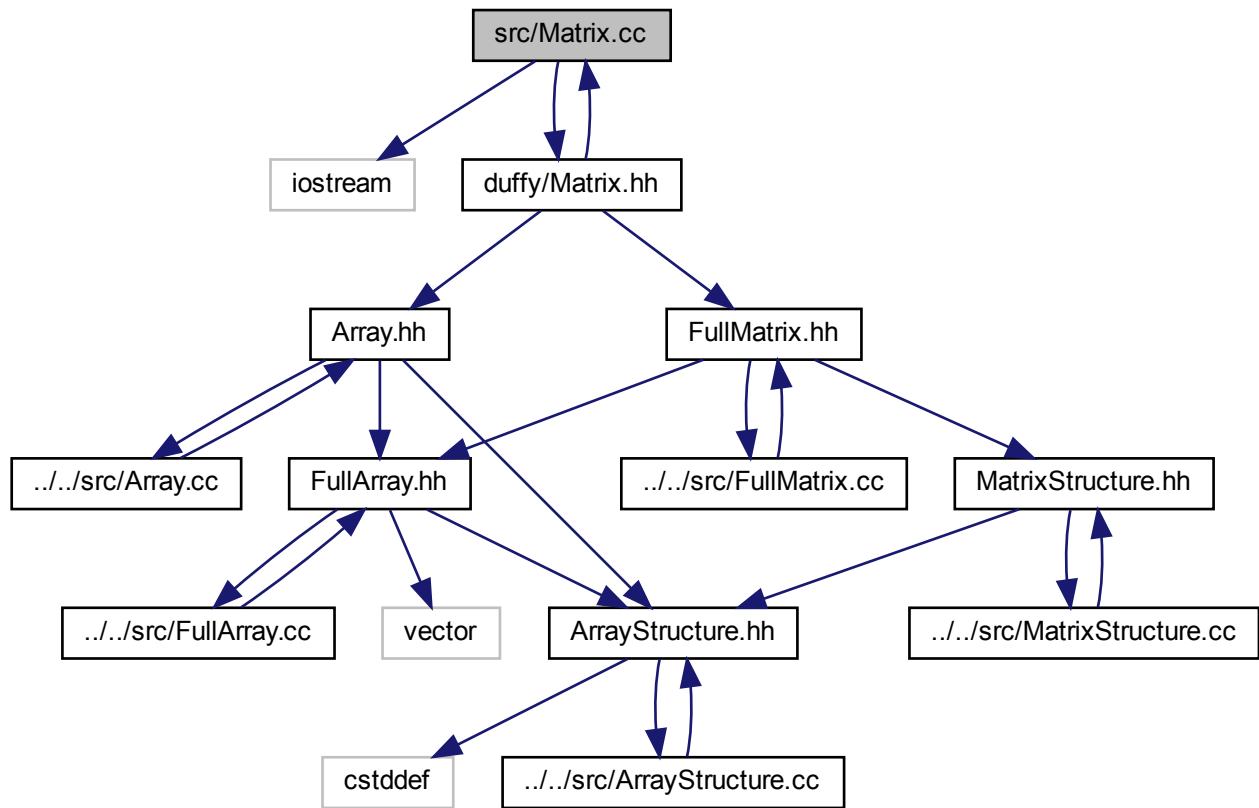 src/Matrix.cc
iostream
duffy/Matrix.hh
Array.hh
FullMatrix.hh
../../src/Array.cc
FullArray.hh
../../src/FullMatrix.cc
MatrixStructure.hh
../../src/FullArray.cc
vector
ArrayStructure.hh
../../src/MatrixStructure.cc
cstddef
../../src/ArrayStructure.cc